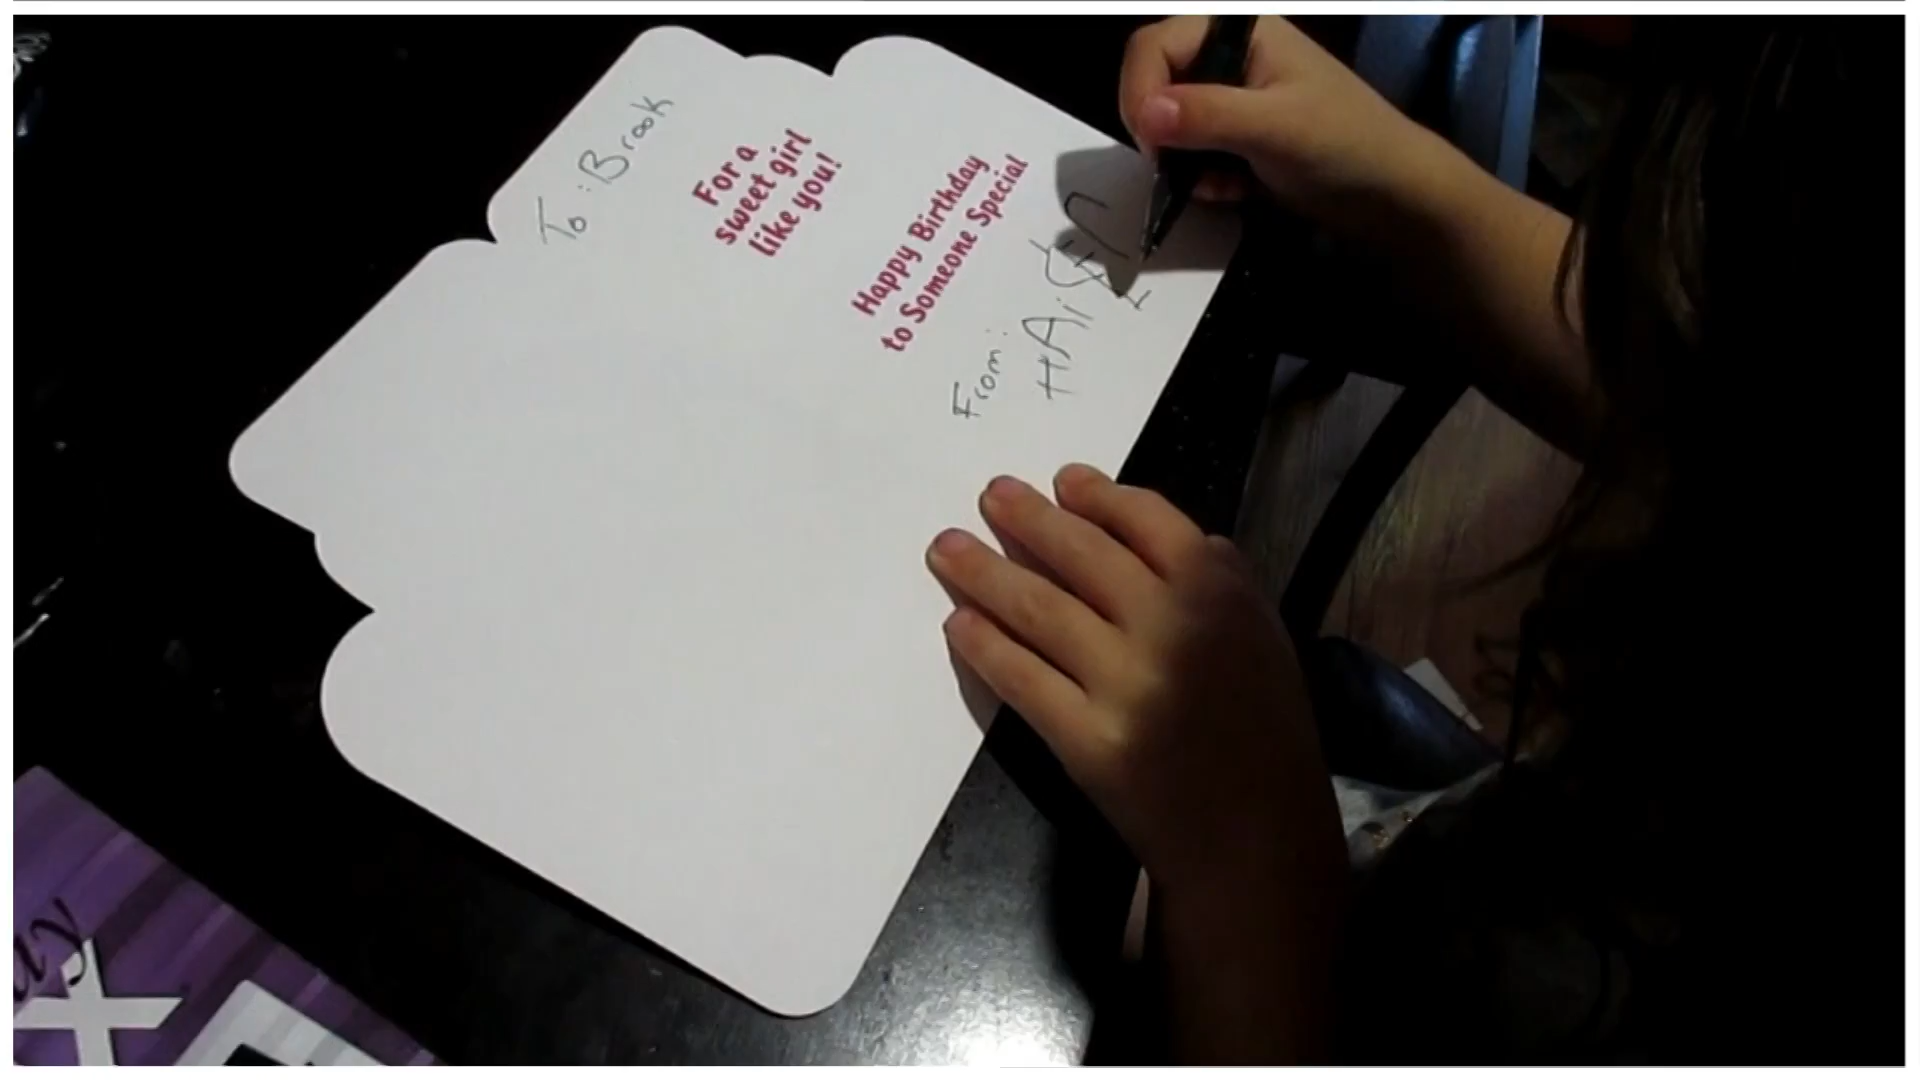 To: Brook
For a
sweet girl
like you!
Happy Birthday
to Someone Special
From: